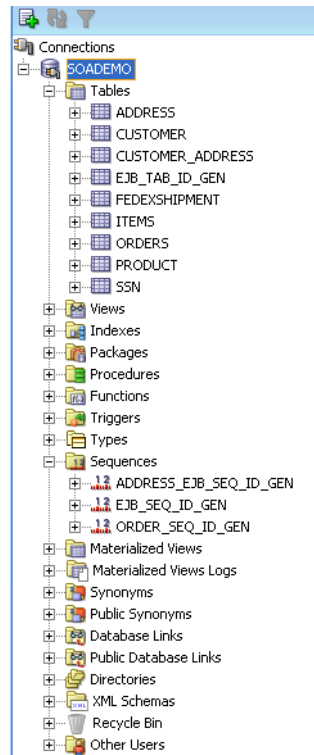 Connections
SOADEMO
Tables
ADDRESS
CUSTOMER
CUSTOMER_ADDRESS
EJB_TAB_ID_GEN
FEDEXSHIPMENT
ITEMS
ORDERS
PRODUCT
SSN
Views
Indexes
Packages
Procedures
Functions
Triggers
Types
Sequences
ADDRESS_EJB_SEQ_ID_GEN
EJB_SEQ_ID_GEN
ORDER_SEQ_ID_GEN
Materialized Views
Materialized Views Logs
Synonyms
Public Synonyms
Database Links
Public Database Links
Directories
XML Schemas
Recycle Bin
Other Users